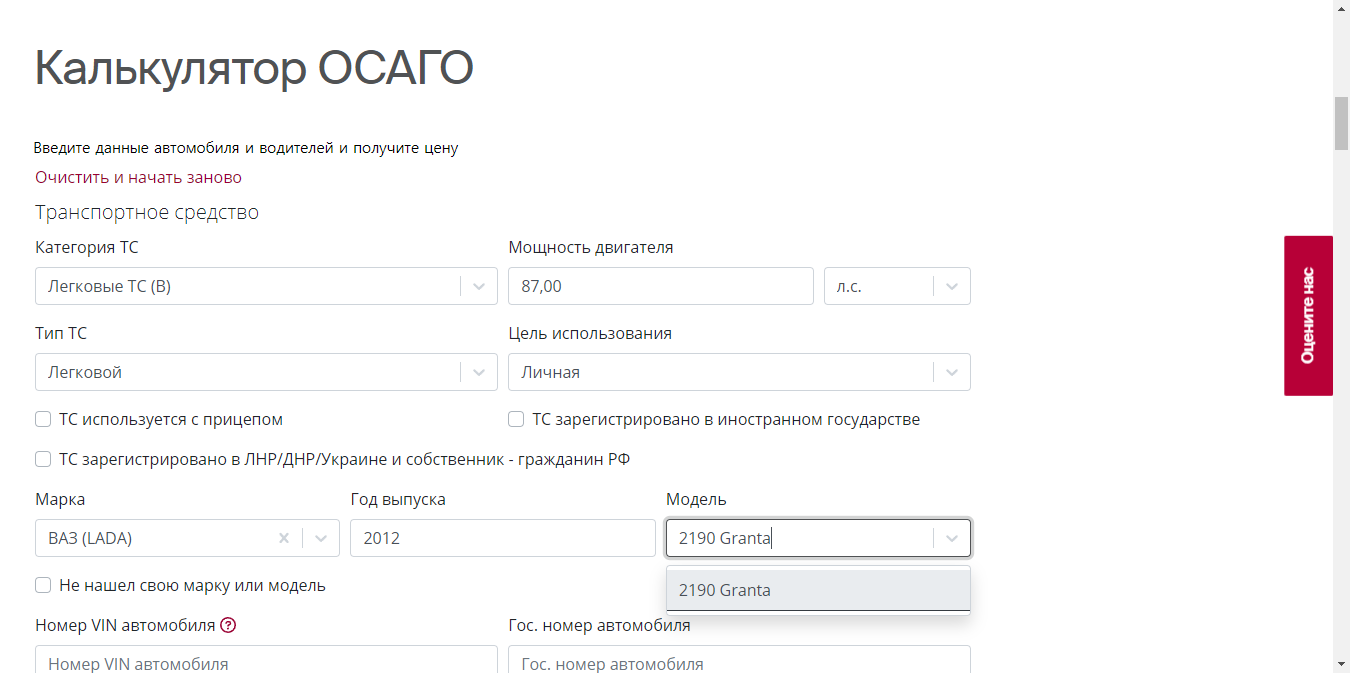 Калькулятор ОСАГО
Введите данные автомобиля и водителей и получите цену
Очистить и начать заново
Транспортное средство
Категория ТС
Мощность двигателя
Легковые ТС (B)
87,00
л.с.
Тип ТС
Цель использования
Легковой
Личная
ТС используется с прицепом
ТС зарегистрировано в иностранном государстве
ТС зарегистрировано в ЛНР/ДНР/Украине и собственник - гражданин РФ
Марка
Год выпуска
Модель
ВАЗ (LADA)
2012
2190 Granta
Не нашел свою марку или модель
2190 Granta
Номер VIN автомобиля
Гос. номер автомобиля
Номер VIN автомобиля
Гос. номер автомобиля
Оцените нас